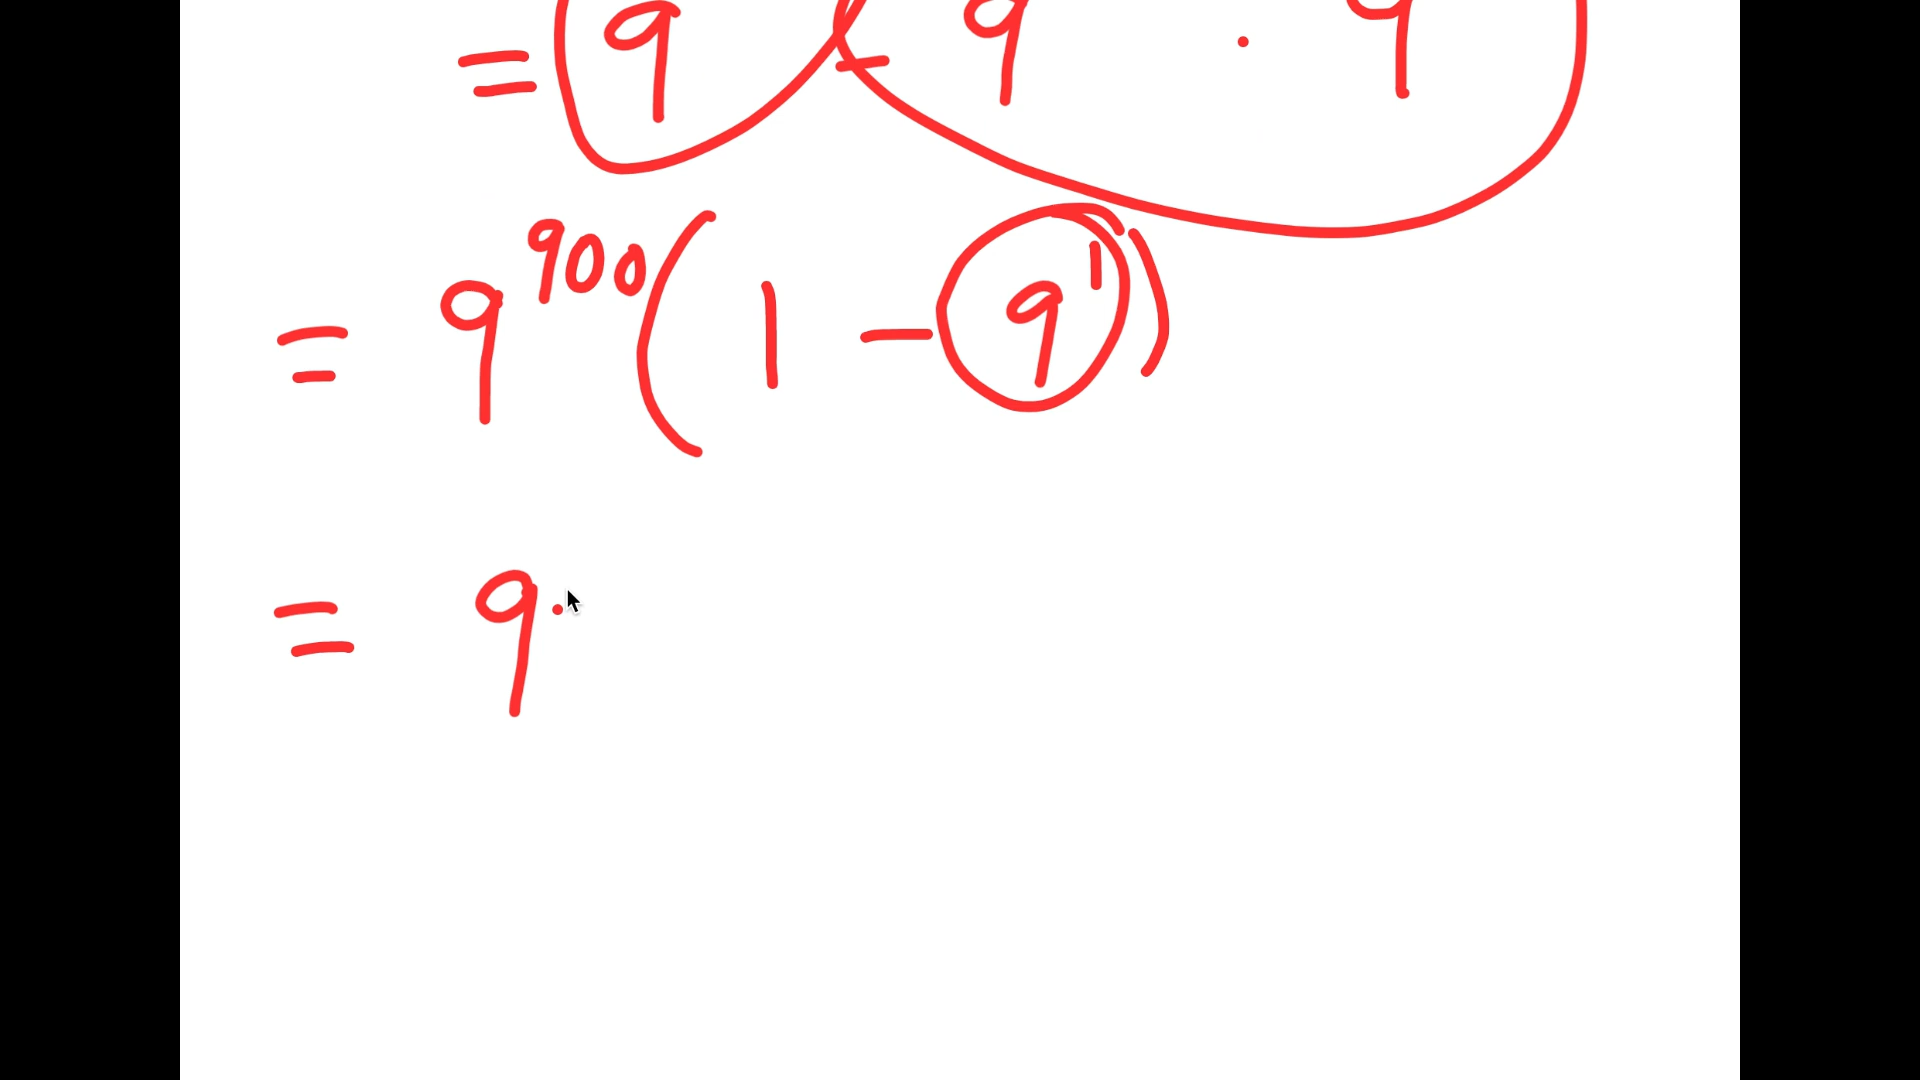 = 9 - 9 · 9
= 9^900 (1 - 9^1)
= 9·